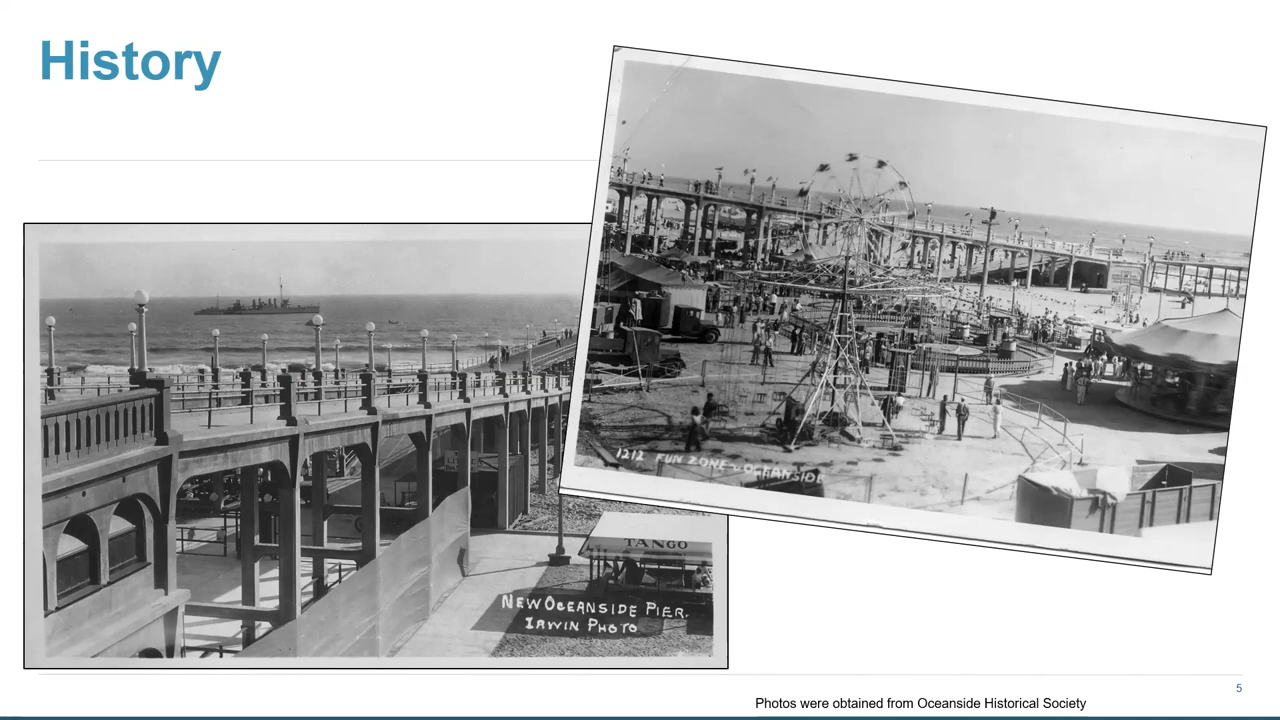 History
1212 FUN ZONE - OCEANSIDE
TANGO
NEW OCEANSIDE PIER.
IRWIN PHOTO
5
Photos were obtained from Oceanside Historical Society